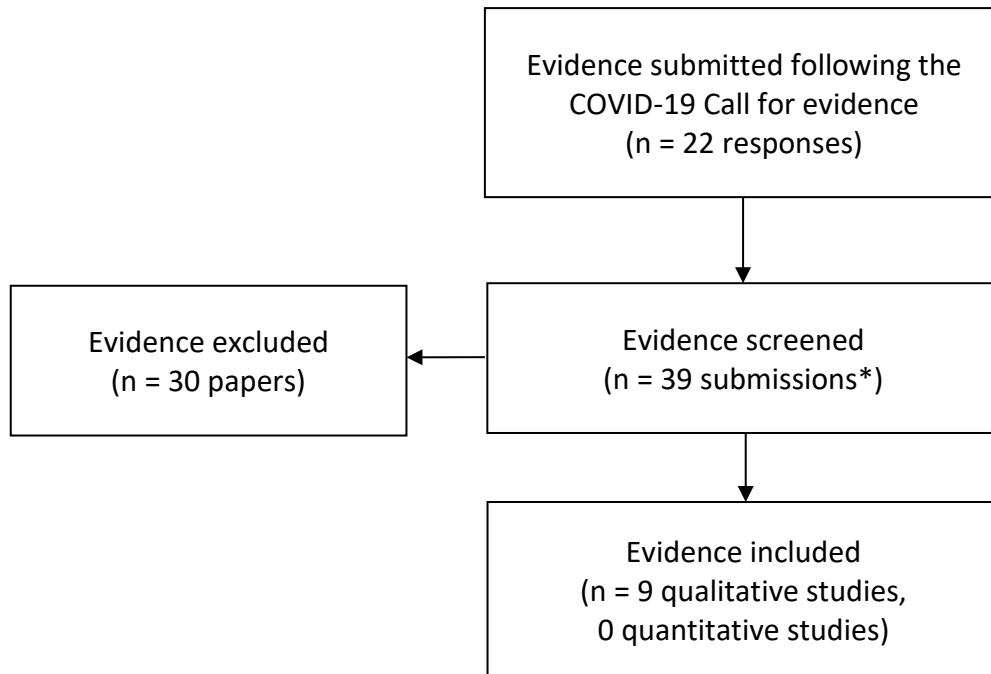 Evidence submitted following the
COVID-19 Call for evidence
(n = 22 responses)
Evidence excluded
(n = 30 papers)
Evidence screened
(n = 39 submissions*)
Evidence included
(n = 9 qualitative studies,
0 quantitative studies)